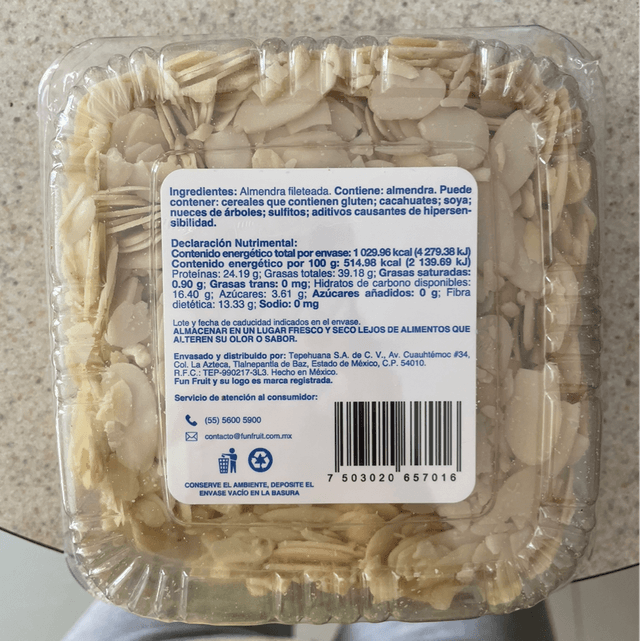 Ingredientes: Almendra fileteada. Contiene: almendra. Puede
contener: cereales que contienen gluten; cacahuates; soya;
nueces de árboles; sulfitos; aditivos causantes de hipersen-
sibilidad.
Declaración Nutrimental:
Contenido energético total por envase: 1 029.96 kcal (4 279.38 kJ)
Contenido energético por 100 g: 514.98 kcal (2 139.69 kJ)
Proteínas: 24.19 g; Grasas totales: 39.18 g; Grasas saturadas:
0.90 g; Grasas trans: 0 mg; Hidratos de carbono disponibles:
16.40 g; Azúcares: 3.61 g; Azúcares añadidos: 0 g; Fibra
dietética: 13.33 g; Sodio: 0 mg
Lote y fecha de caducidad indicados en el envase.
ALMACENAR EN UN LUGAR FRESCO Y SECO LEJOS DE ALIMENTOS QUE
ALTEREN SU OLOR O SABOR.
Envasado y distribuido por: Tepehuana S.A. de C. V., Av. Cuauhtémoc #34,
Col. La Azteca, Tlalnepantla de Baz, Estado de México, C.P. 54010.
R.F.C.: TEP-990217-3L3. Hecho en México.
Fun Fruit y su logo es marca registrada.
Servicio de atención al consumidor:
(55) 5600 5900
contacto@funfruit.com.mx
CONSERVE EL AMBIENTE, DEPOSITE EL
ENVASE VACÍO EN LA BASURA
7 503020 657016